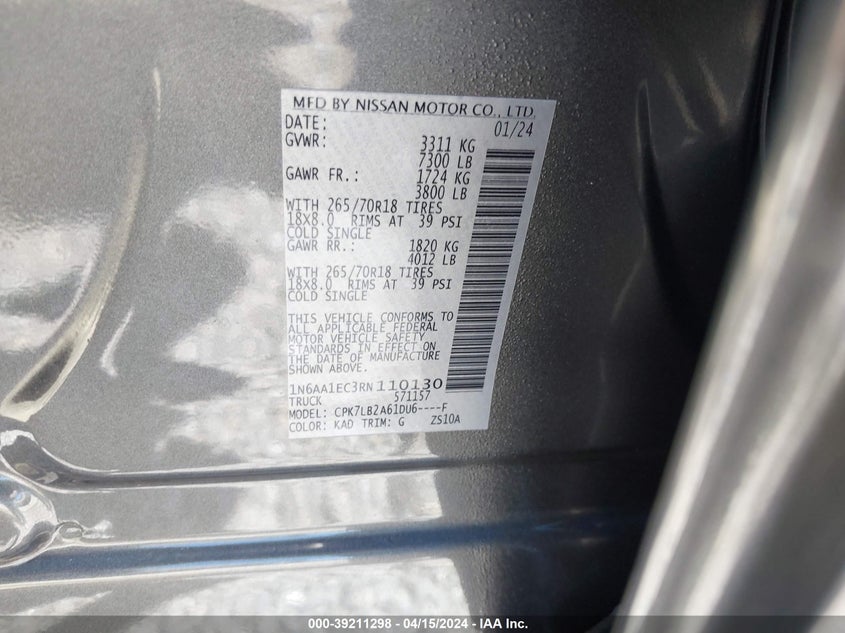 MFD BY NISSAN MOTOR CO., LTD.
DATE: 01/24
GVWR: 3311 KG
7300 LB
GAWR FR.: 1724 KG
3800 LB
WITH 265/70R18 TIRES
18X8.0 RIMS AT 39 PSI
COLD SINGLE
GAWR RR.: 1820 KG
4012 LB
WITH 265/70R18 TIRES
18X8.0 RIMS AT 39 PSI
COLD SINGLE
THIS VEHICLE CONFORMS TO
ALL APPLICABLE FEDERAL
MOTOR VEHICLE SAFETY
STANDARDS IN EFFECT ON
THE DATE OF MANUFACTURE
SHOWN ABOVE.
1N6AA1EC3RN110130
TRUCK 571157
MODEL: CPK7LB2A61DU6----F
COLOR: KAD TRIM: G ZS10A
000-39211298 - 04/15/2024 - IAA Inc.